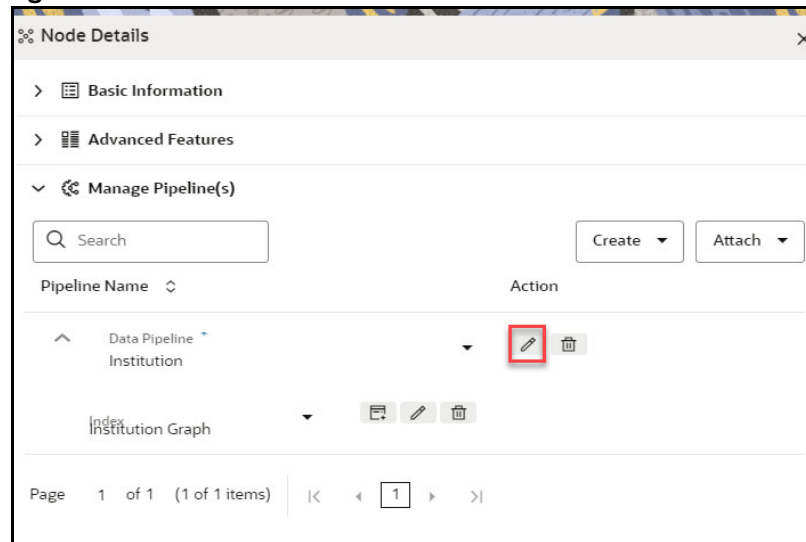 Node Details
Basic Information
Advanced Features
Manage Pipeline(s)
Search
Create
Attach
Pipeline Name
Action
Data Pipeline
Institution
Index
Institution Graph
Page 1 of 1 (1 of 1 items) 1